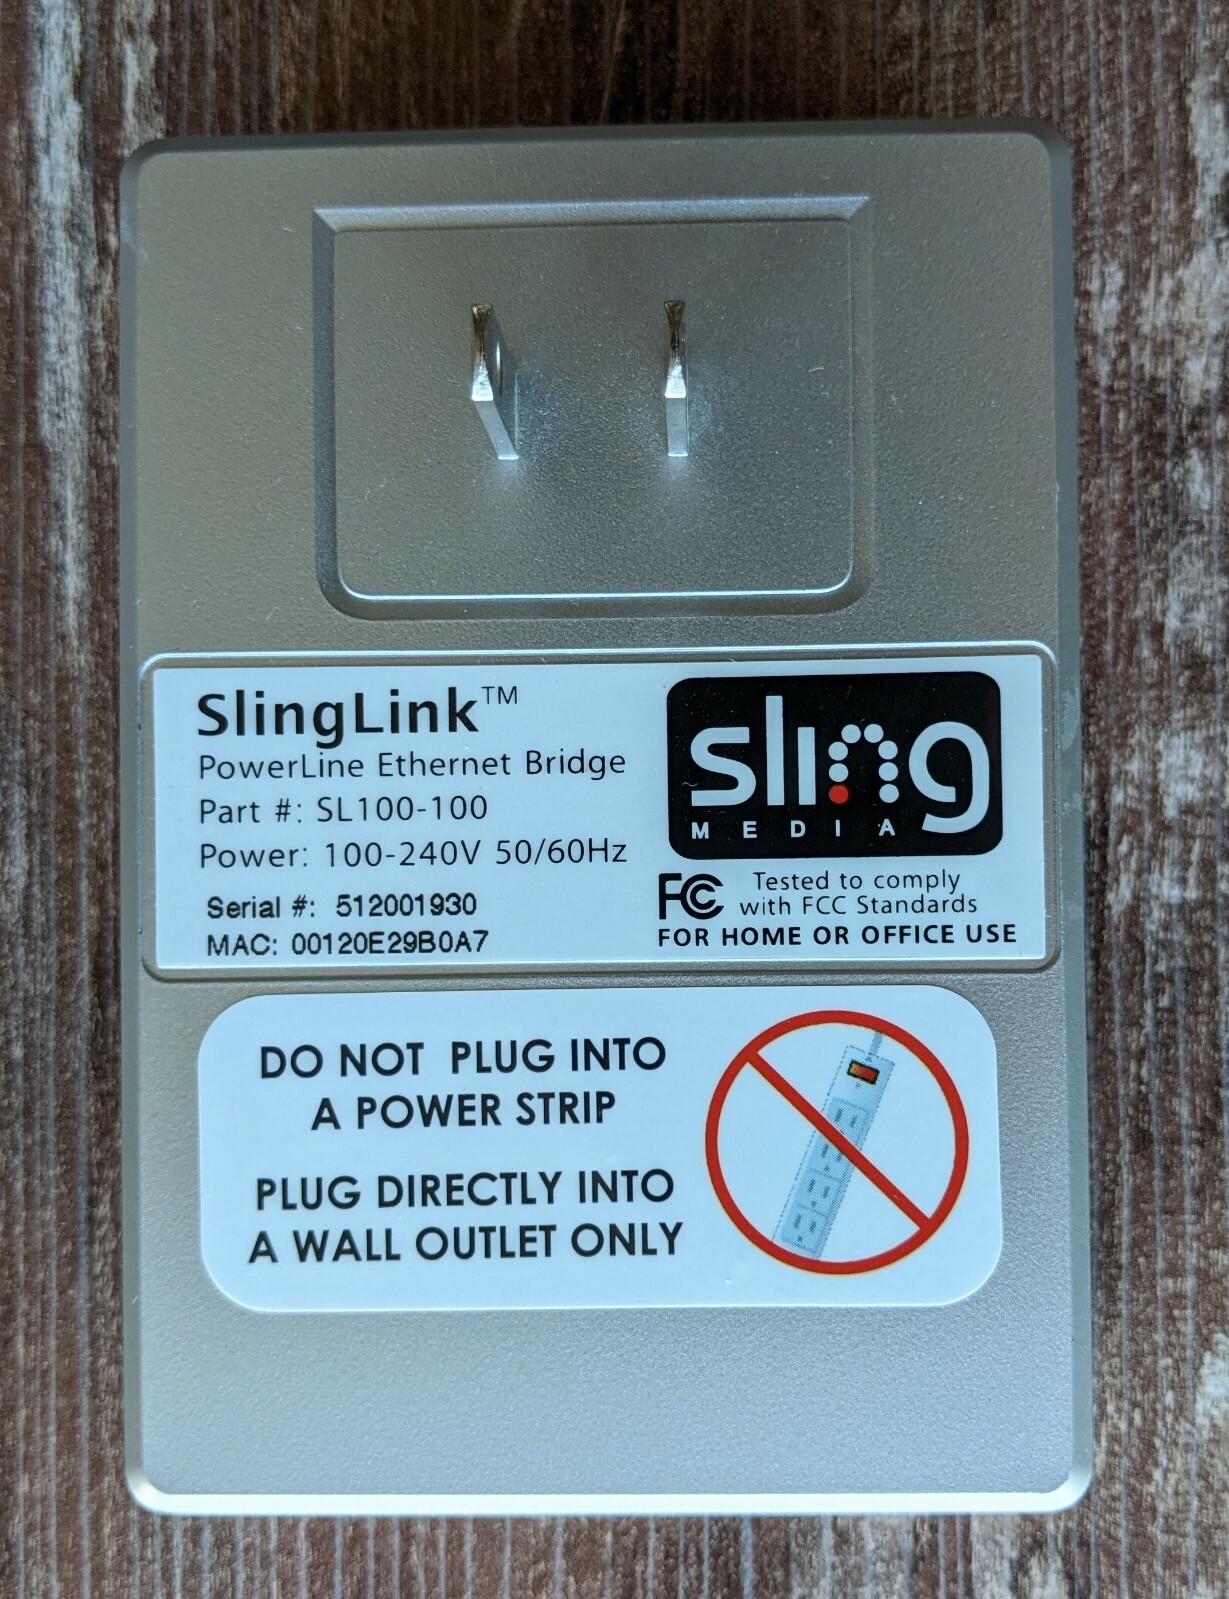 SlingLink™
PowerLine Ethernet Bridge
Part #: SL100-100
Power: 100-240V 50/60Hz
Serial #: 512001930
MAC: 00120E29B0A7
sling
MEDIA
FC Tested to comply
with FCC Standards
FOR HOME OR OFFICE USE
DO NOT PLUG INTO
A POWER STRIP
PLUG DIRECTLY INTO
A WALL OUTLET ONLY